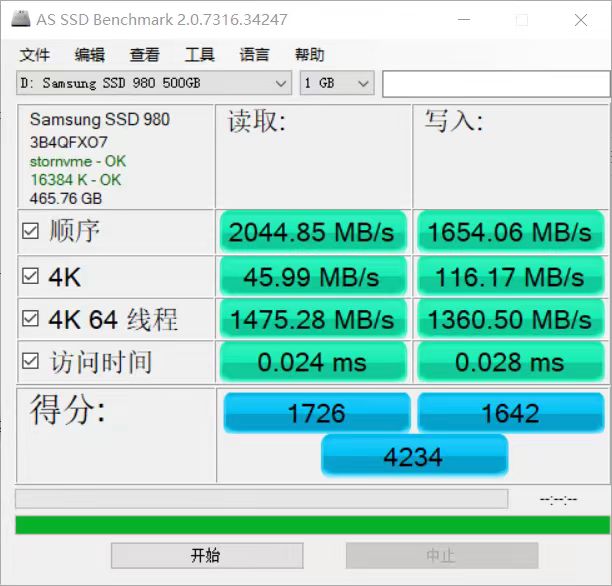 AS SSD Benchmark 2.0.7316.34247
文件 编辑 查看 工具 语言 帮助
D: Samsung SSD 980 500GB 1 GB
Samsung SSD 980
3B4QFXO7
stornvme - OK
16384 K - OK
465.76 GB
读取: 写入:
顺序 2044.85 MB/s 1654.06 MB/s
4K 45.99 MB/s 116.17 MB/s
4K 64 线程 1475.28 MB/s 1360.50 MB/s
访问时间 0.024 ms 0.028 ms
得分: 1726 1642
4234
--:--:--
开始 中止